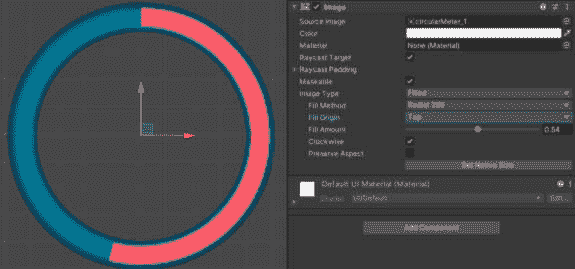 Image
Source Image circularMeter_1
Color
Material None (Material)
Raycast Target
Raycast Padding
Maskable
Image Type Filled
Fill Method Radial 360
Fill Origin Top
Fill Amount 0.54
Clockwise
Preserve Aspect
Set Native Size
Default UI Material (Material)
Shader UI/Default Edit...
Add Component